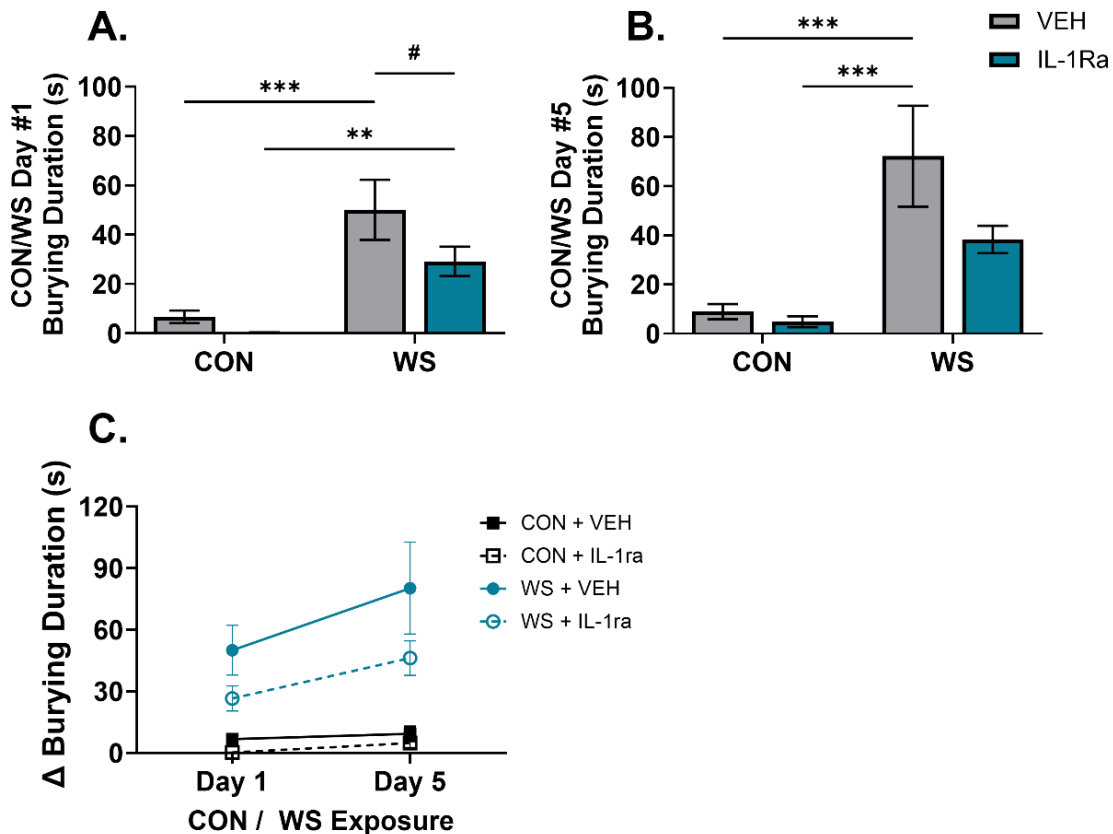 A.
CON/WS Day #1
Burying Duration (s)
100
80
60
40
20
0
***
#
**
CON
WS
B.
CON/WS Day #5
Burying Duration (s)
100
80
60
40
20
0
***
***
CON
WS
VEH
IL-1Ra
C.
Δ Burying Duration (s)
120
90
60
30
0
Day 1
Day 5
CON / WS Exposure
CON + VEH
CON + IL-1ra
WS + VEH
WS + IL-1ra